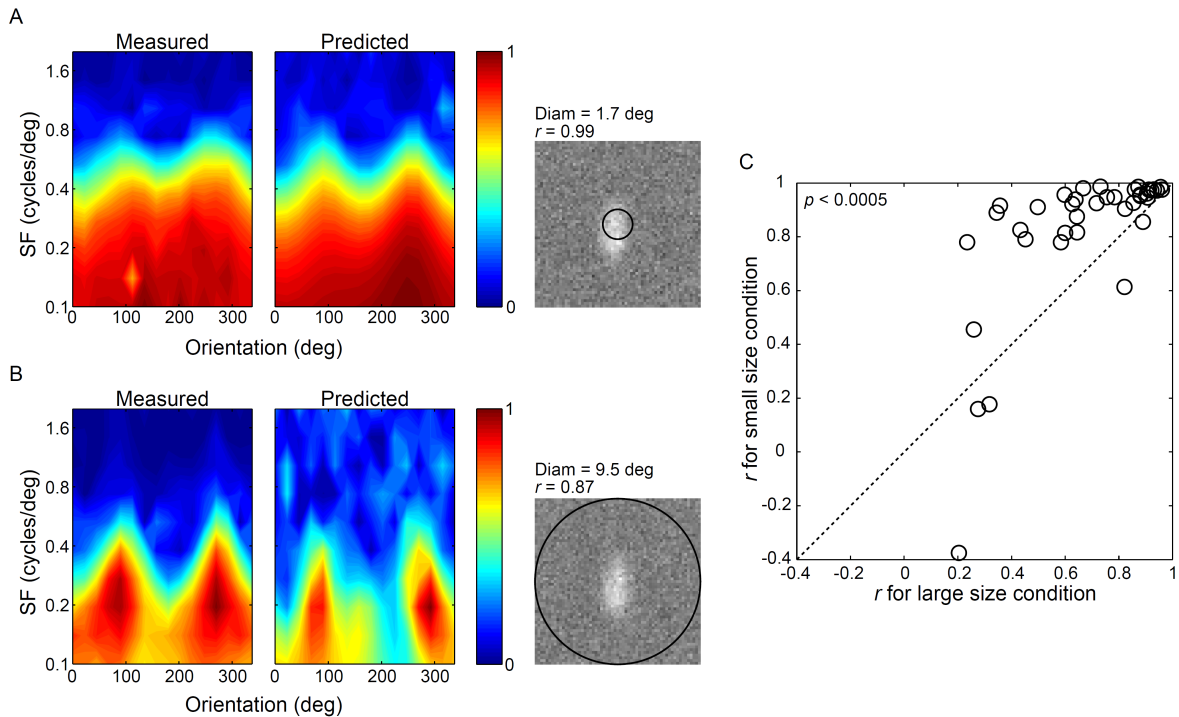 A
Measured
Predicted
SF (cycles/deg)
1.6
0.8
0.4
0.2
0.1
0
100
200
300
0
100
200
300
Orientation (deg)
1
0
Diam = 1.7 deg
r = 0.99
B
Measured
Predicted
SF (cycles/deg)
1.6
0.8
0.4
0.2
0.1
0
100
200
300
0
100
200
300
Orientation (deg)
1
0
Diam = 9.5 deg
r = 0.87
C
p < 0.0005
r for small size condition
1
0.8
0.6
0.4
0.2
0
-0.2
-0.4
-0.4
-0.2
0
0.2
0.4
0.6
0.8
1
r for large size condition